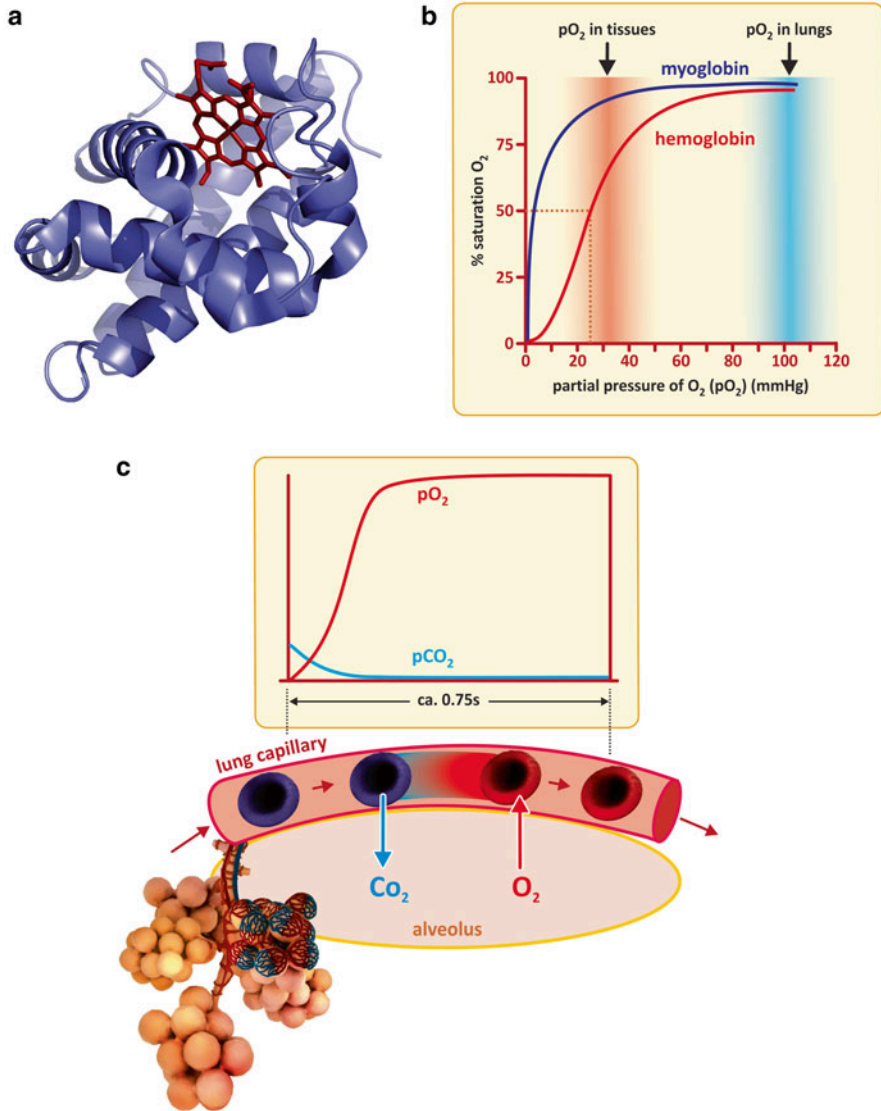 a
b
pO₂ in tissues
pO₂ in lungs
myoglobin
hemoglobin
% saturation O₂
100
75
50
25
0
0
20
40
60
80
100
120
partial pressure of O₂ (pO₂) (mmHg)
c
pO₂
pCO₂
ca. 0.75s
lung capillary
Co₂
O₂
alveolus